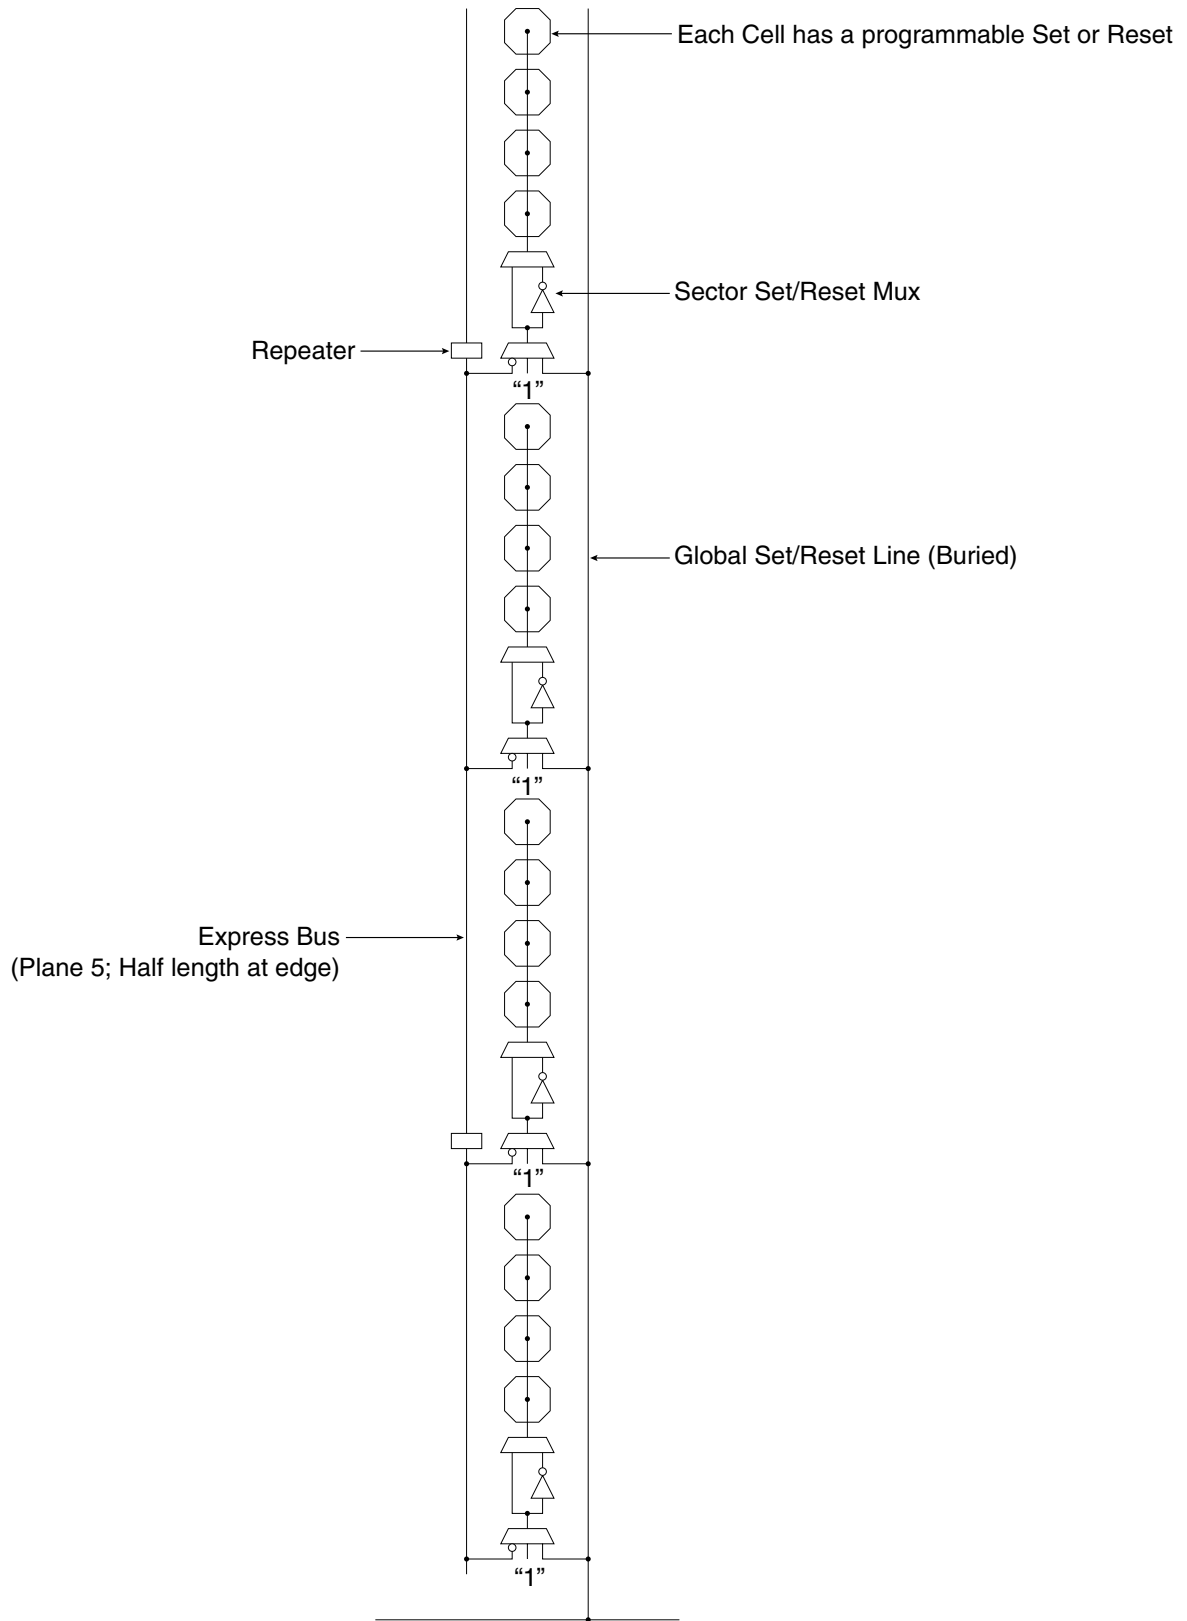 Each Cell has a programmable Set or Reset
Sector Set/Reset Mux
Repeater
“1”
Global Set/Reset Line (Buried)
“1”
Express Bus
(Plane 5; Half length at edge)
“1”
“1”